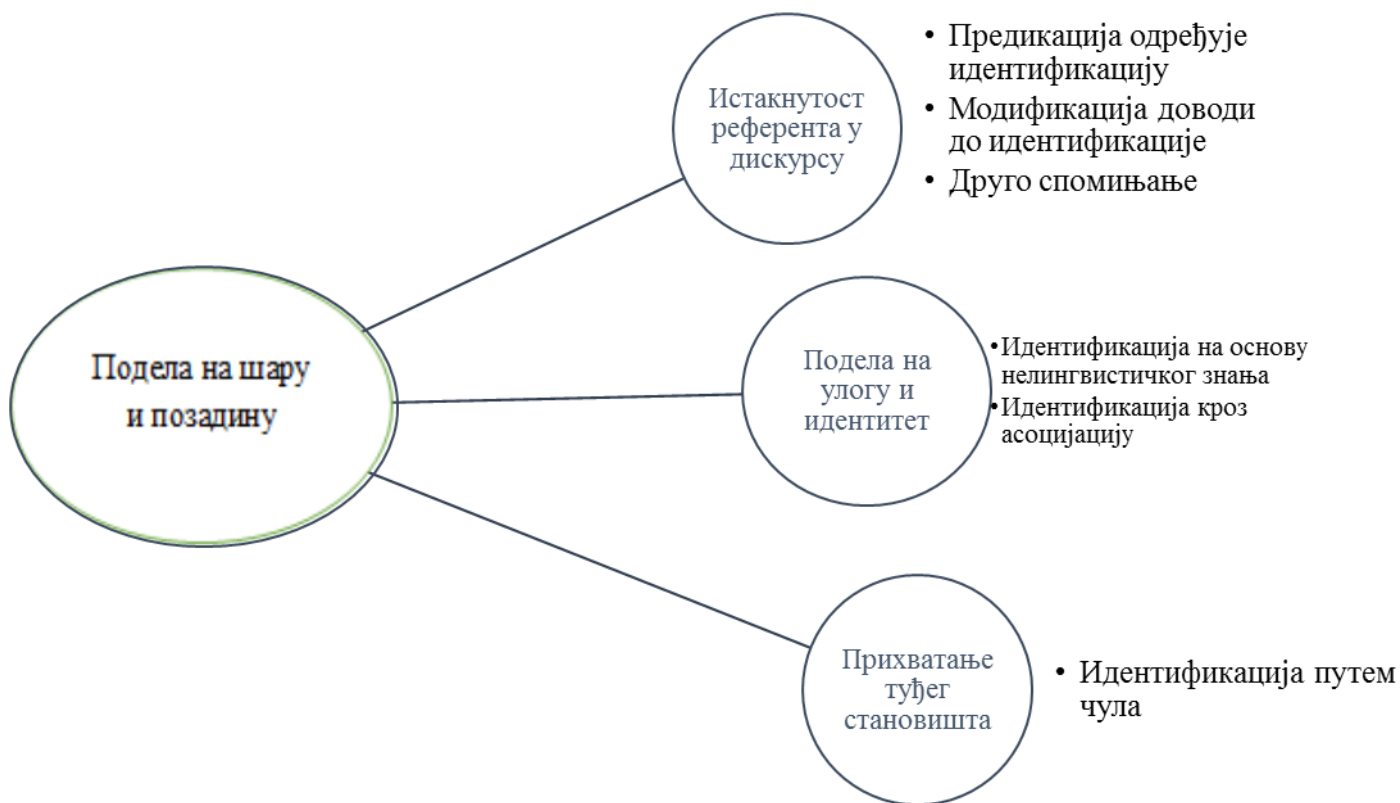 Подела на шару
и позадину
Истакнутост
референта у
дискурсу
• Предикација одређује
идентификацију
• Модификација доводи
до идентификације
• Друго спомињање
Подела на
улогу и
идентитет
•Идентификација на основу
нелингвистичког знања
•Идентификација кроз
асоцијацију
Прихватање
туђег
становишта
• Идентификација путем
чула